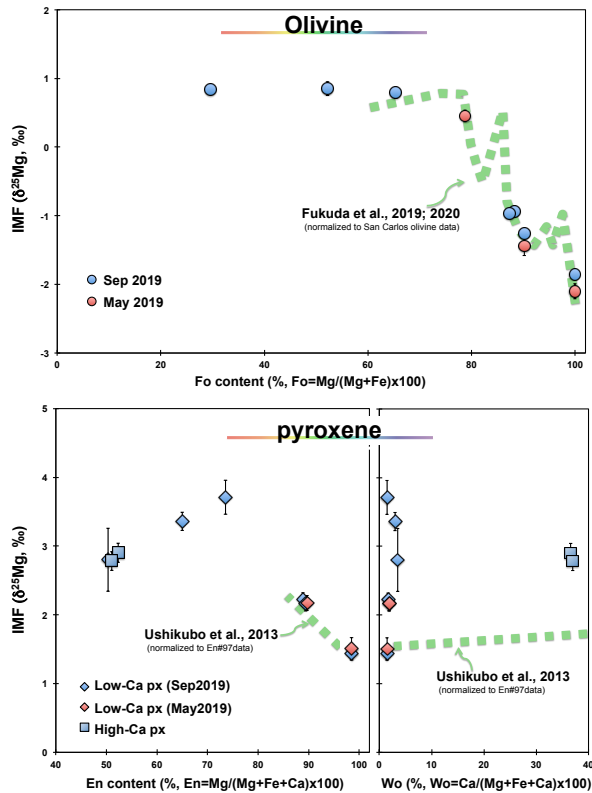 Olivine
IMF (δ²⁵Mg, ‰)
2
1
0
-1
-2
-3
Fukuda et al., 2019; 2020
(normalized to San Carlos olivine data)
Sep 2019
May 2019
0 20 40 60 80 100
Fo content (%, Fo=Mg/(Mg+Fe)x100)
pyroxene
IMF (δ²⁵Mg, ‰)
5
4
3
2
1
0
Ushikubo et al., 2013
(normalized to En#97data)
Ushikubo et al., 2013
(normalized to En#97data)
Low-Ca px (Sep2019)
Low-Ca px (May2019)
High-Ca px
40 50 60 70 80 90 100
0 10 20 30 40
En content (%, En=Mg/(Mg+Fe+Ca)x100)
Wo (%, Wo=Ca/(Mg+Fe+Ca)x100)